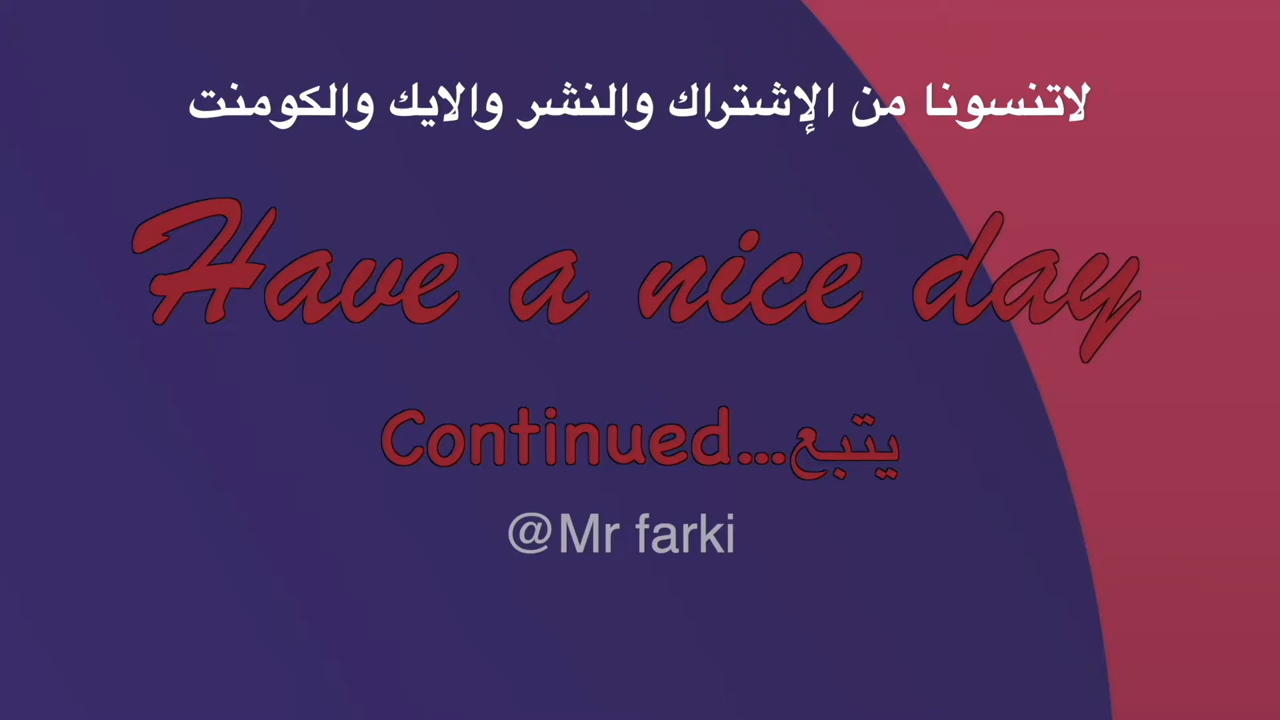 لاتنسونا من الإشتراك والنشر والايك والكومنت
Have a nice day
Continued...يتبع
@Mr farki